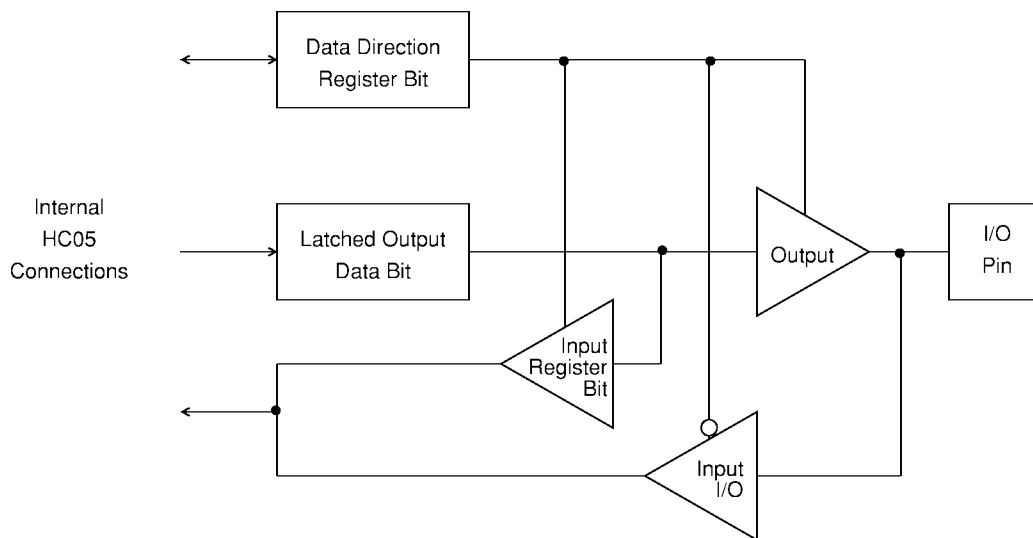 Data Direction
Register Bit
Internal
HC05
Connections
Latched Output
Data Bit
Output
I/O
Pin
Input
Register
Bit
Input
I/O